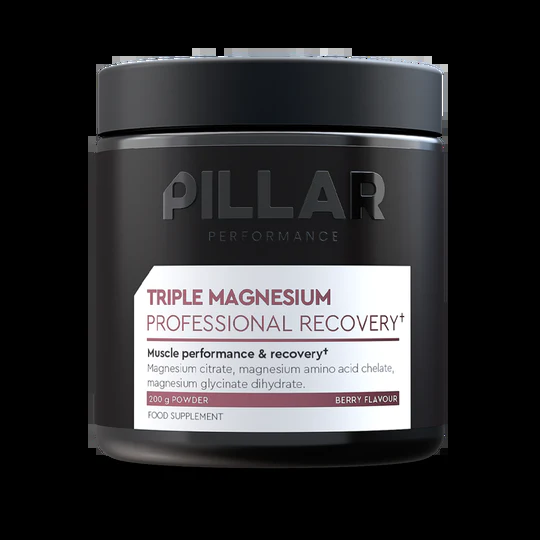 PILLAR
PERFORMANCE
TRIPLE MAGNESIUM
PROFESSIONAL RECOVERY†
Muscle performance & recovery†
Magnesium citrate, magnesium amino acid chelate,
magnesium glycinate dihydrate.
200 g POWDER BERRY FLAVOUR
FOOD SUPPLEMENT